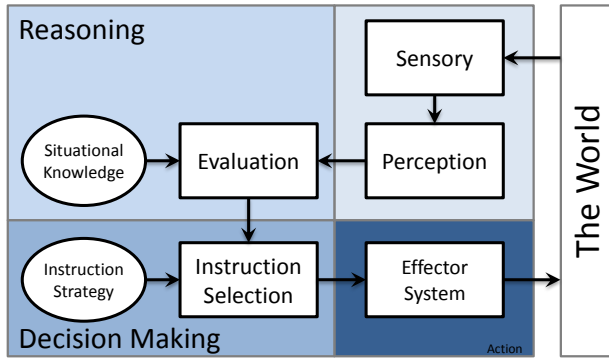 Reasoning
Sensory
Situational
Knowledge
Evaluation
Perception
The World
Instruction
Strategy
Instruction
Selection
Effector
System
Decision Making
Action